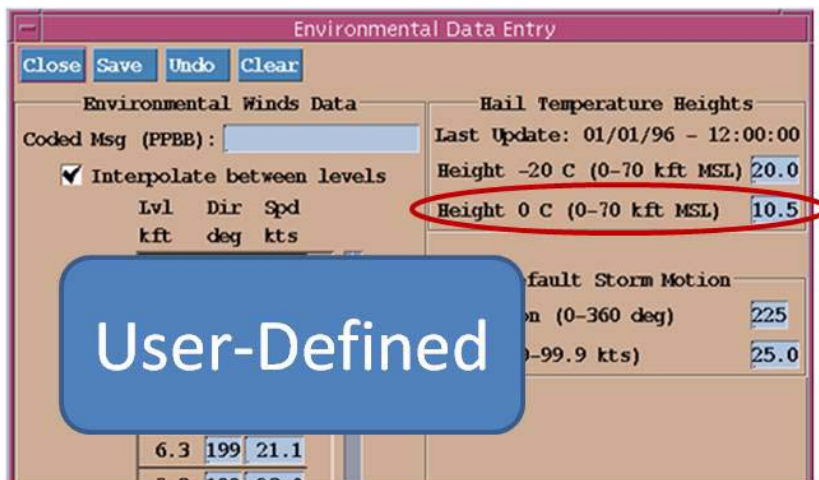 Environmental Data Entry
Close Save Undo Clear
Environmental Winds Data
Coded Msg (PPBB):
Interpolate between levels
Lvl Dir Spd
kft deg kts
6.3 199 21.1
Hail Temperature Heights
Last Update: 01/01/96 - 12:00:00
Height -20 C (0-70 kft MSL) 20.0
Height 0 C (0-70 kft MSL) 10.5
Storm Motion
(0-360 deg) 225
-99.9 kts) 25.0
User-Defined